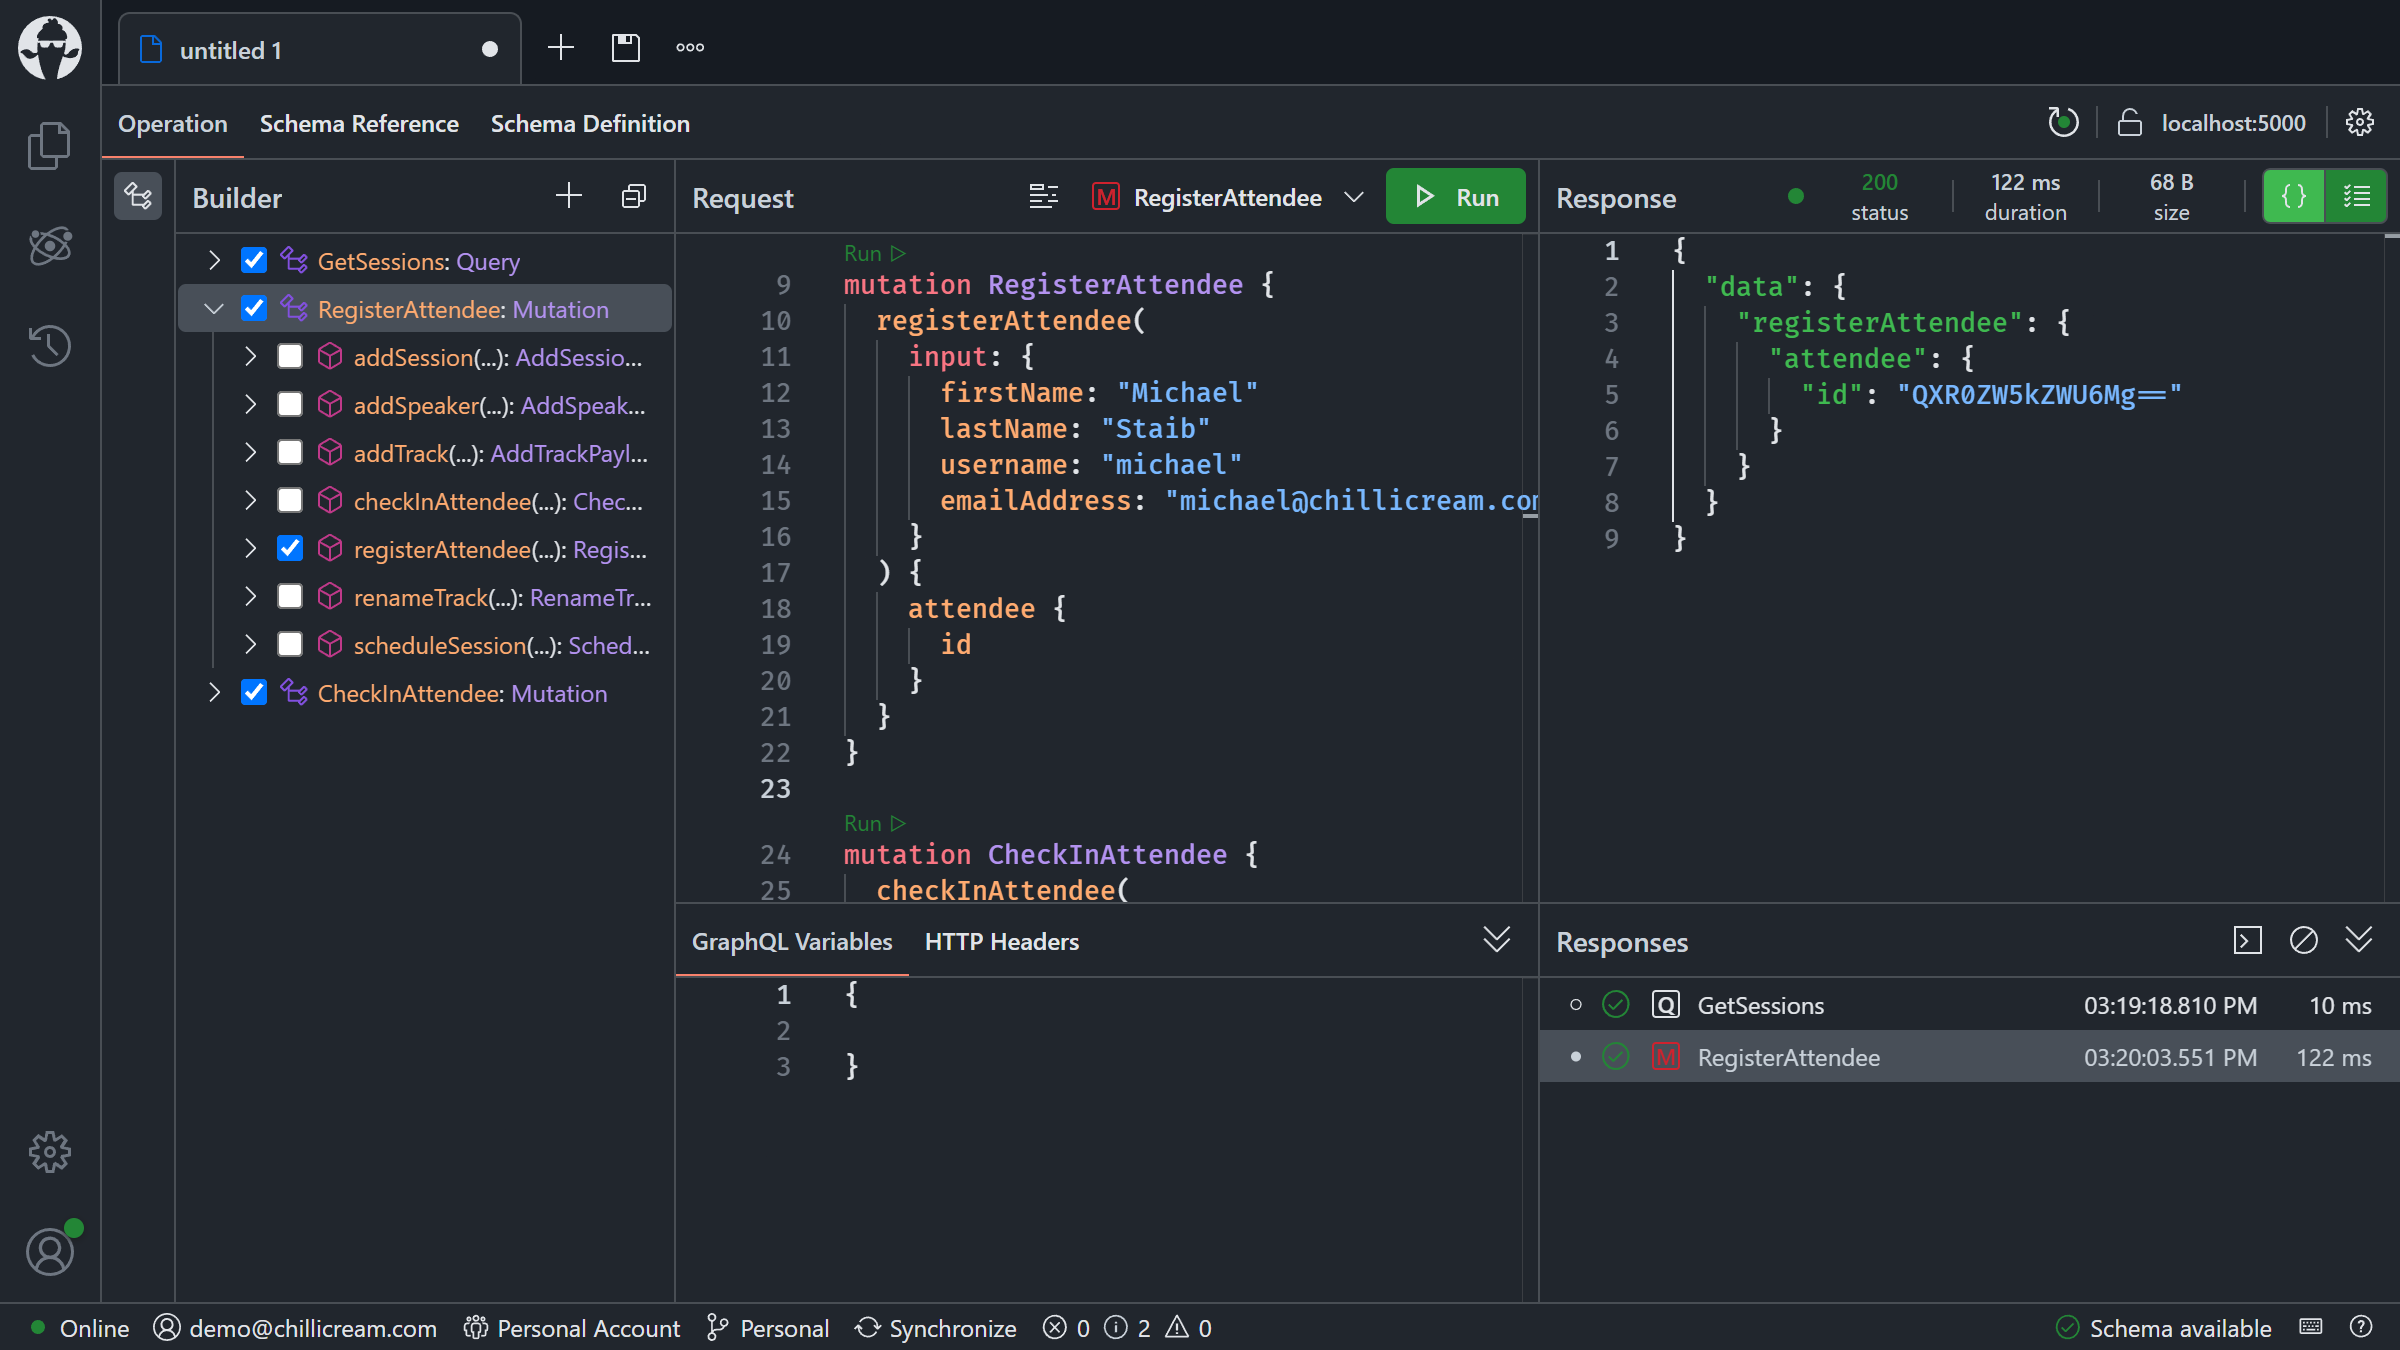 untitled 1
Operation
Schema Reference
Schema Definition
localhost:5000
Builder
GetSessions: Query
RegisterAttendee: Mutation
addSession(...): AddSessio...
addSpeaker(...): AddSpeak...
addTrack(...): AddTrackPayl...
checkInAttendee(...): Chec...
registerAttendee(...): Regis...
renameTrack(...): RenameTr...
scheduleSession(...): Sched...
CheckInAttendee: Mutation
Request
M RegisterAttendee
Run
Run ▷
9 mutation RegisterAttendee {
10 registerAttendee(
11 input: {
12 firstName: "Michael"
13 lastName: "Staib"
14 username: "michael"
15 emailAddress: "michael@chillicream.com
16 }
17 ) {
18 attendee {
19 id
20 }
21 }
22 }
23
Run ▷
24 mutation CheckInAttendee {
25 checkInAttendee(
GraphQL Variables
HTTP Headers
1 {
2
3 }
Response
200 status
122 ms duration
68 B size
{}
1 {
2 "data": {
3 "registerAttendee": {
4 "attendee": {
5 "id": "QXR0ZW5kZWU6Mg=="
6 }
7 }
8 }
9 }
Responses
Q GetSessions 03:19:18.810 PM 10 ms
M RegisterAttendee 03:20:03.551 PM 122 ms
Online
demo@chillicream.com
Personal Account
Personal
Synchronize
0
2
0
Schema available